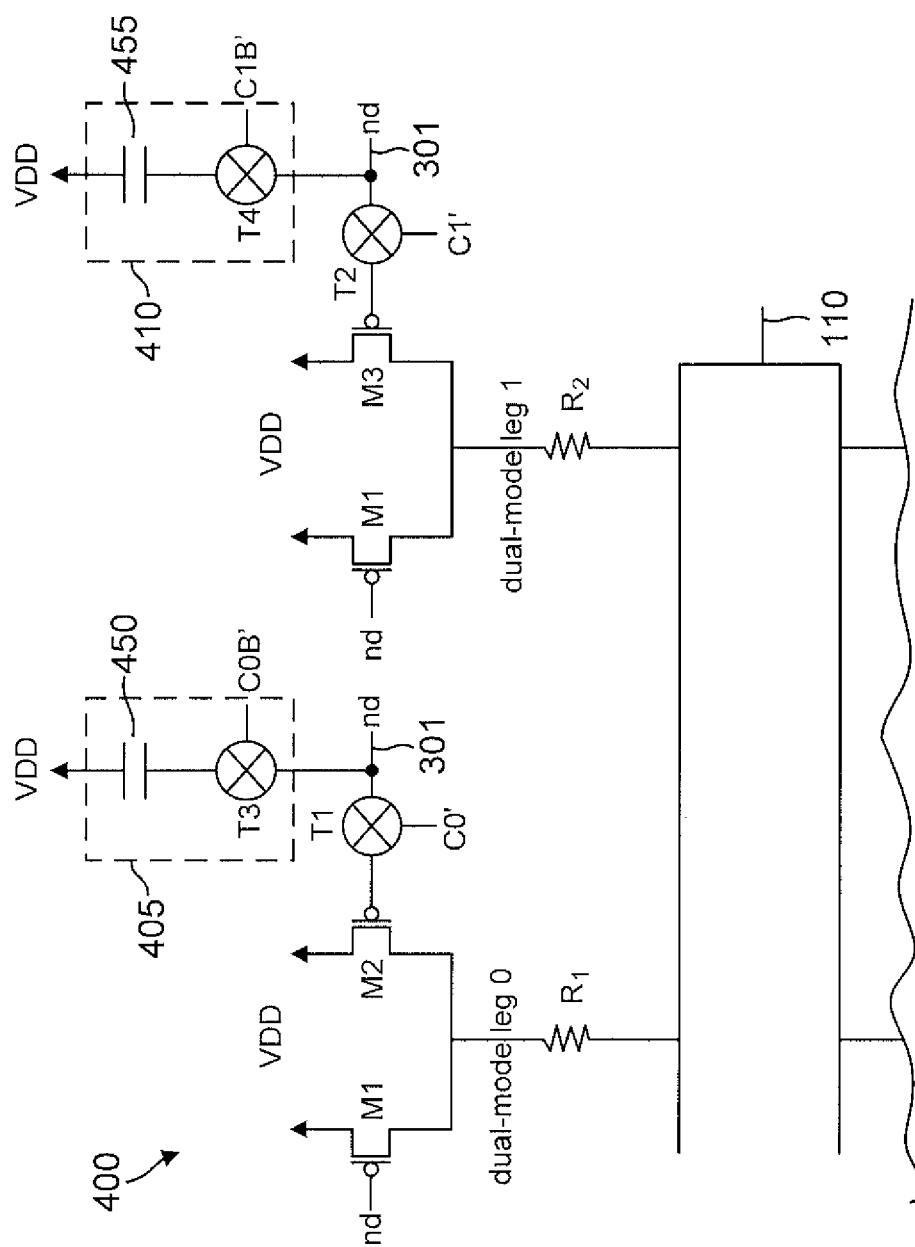 400
VDD
VDD
405
450
410
455
T3
C0B'
T4
C1B'
nd
M1
VDD
M2
T1
nd
301
C0'
nd
M1
VDD
M3
T2
nd
301
C1'
dual-mode leg 0
dual-mode leg 1
R1
R2
110